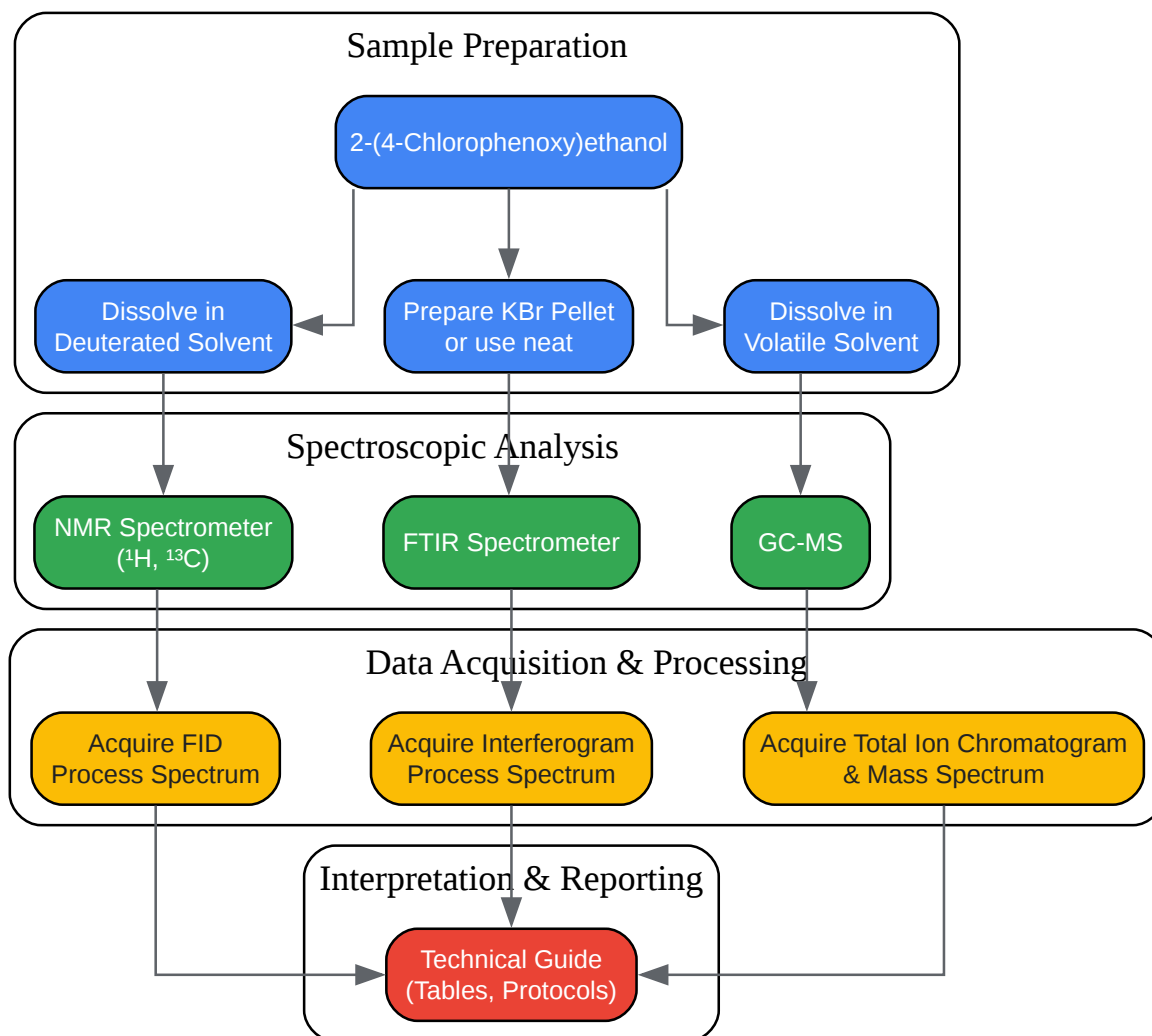 Sample Preparation
2-(4-Chlorophenoxy)ethanol
Dissolve in
Deuterated Solvent
Prepare KBr Pellet
or use neat
Dissolve in
Volatile Solvent
Spectroscopic Analysis
NMR Spectrometer
(¹H, ¹³C)
FTIR Spectrometer
GC-MS
Data Acquisition & Processing
Acquire FID
Process Spectrum
Acquire Interferogram
Process Spectrum
Acquire Total Ion Chromatogram
& Mass Spectrum
Interpretation & Reporting
Technical Guide
(Tables, Protocols)